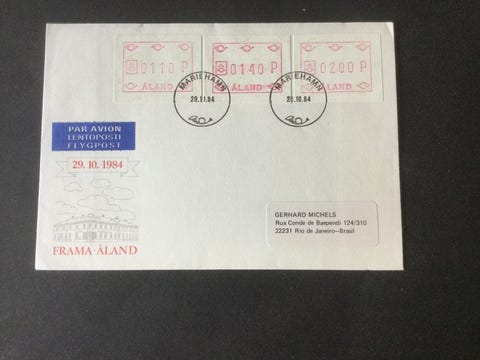 0110 P
ÅLAND
0140 P
ÅLAND
0200 P
ÅLAND
MARIEHAMN
29.11.84
MARIEHAMN
29.10.84
PAR AVION
LENTOPOSTI
FLYGPOST
29.10.1984
FRAMA-ÅLAND
GERHARD MICHELS
Rua Conde de Baependi 124/310
22231 Rio de Janeiro–Brasil